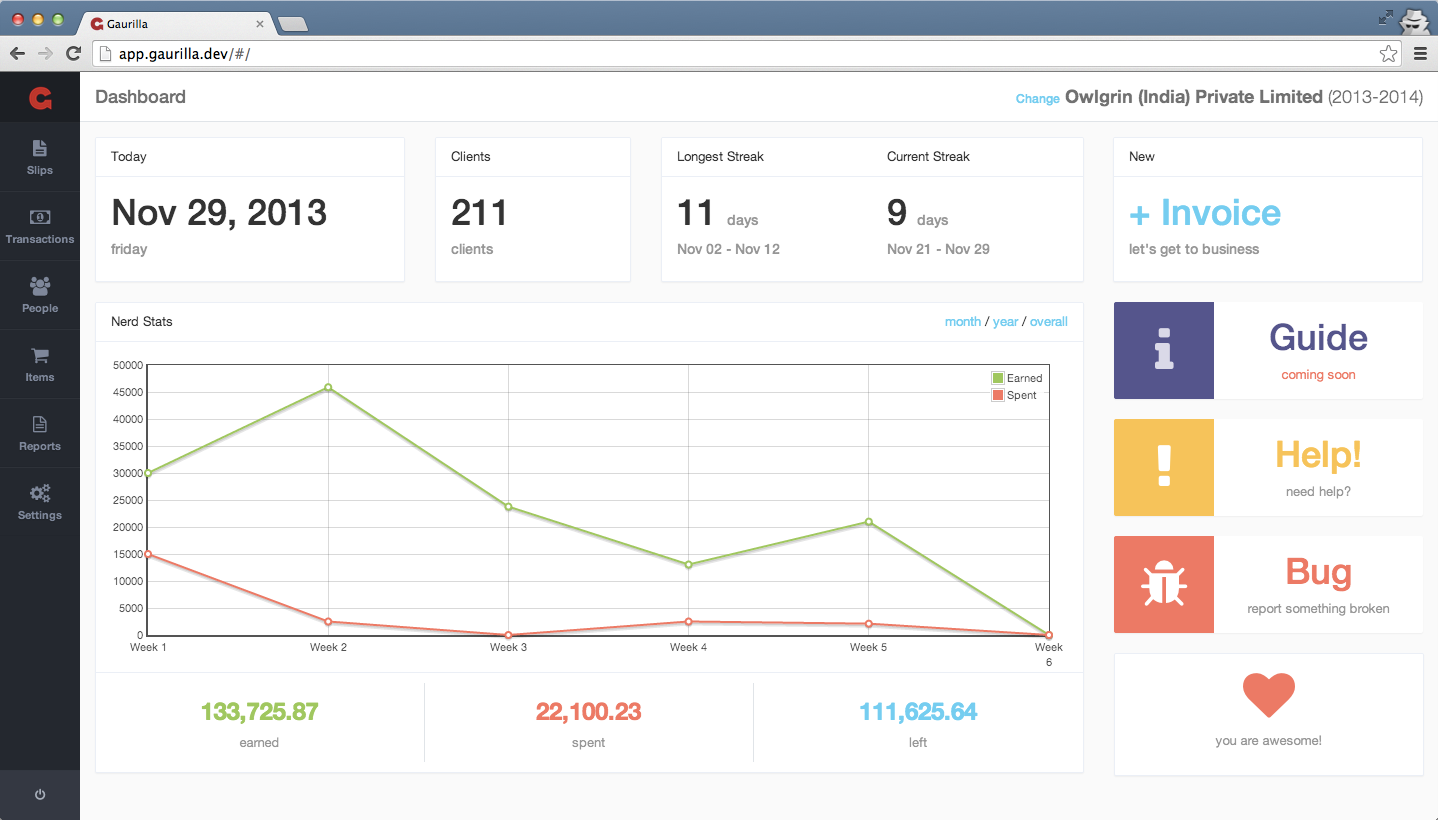 Gaurilla
app.gaurilla.dev/#/
Dashboard
Change Owlgrin (India) Private Limited (2013-2014)
Slips
Transactions
People
Items
Reports
Settings
Today
Nov 29, 2013
friday
Clients
211
clients
Longest Streak
11 days
Nov 02 - Nov 12
Current Streak
9 days
Nov 21 - Nov 29
New
+ Invoice
let's get to business
Nerd Stats
month / year / overall
50000
45000
40000
35000
30000
25000
20000
15000
10000
5000
0
Earned
Spent
Week 1
Week 2
Week 3
Week 4
Week 5
Week
6
133,725.87
earned
22,100.23
spent
111,625.64
left
Guide
coming soon
Help!
need help?
Bug
report something broken
you are awesome!